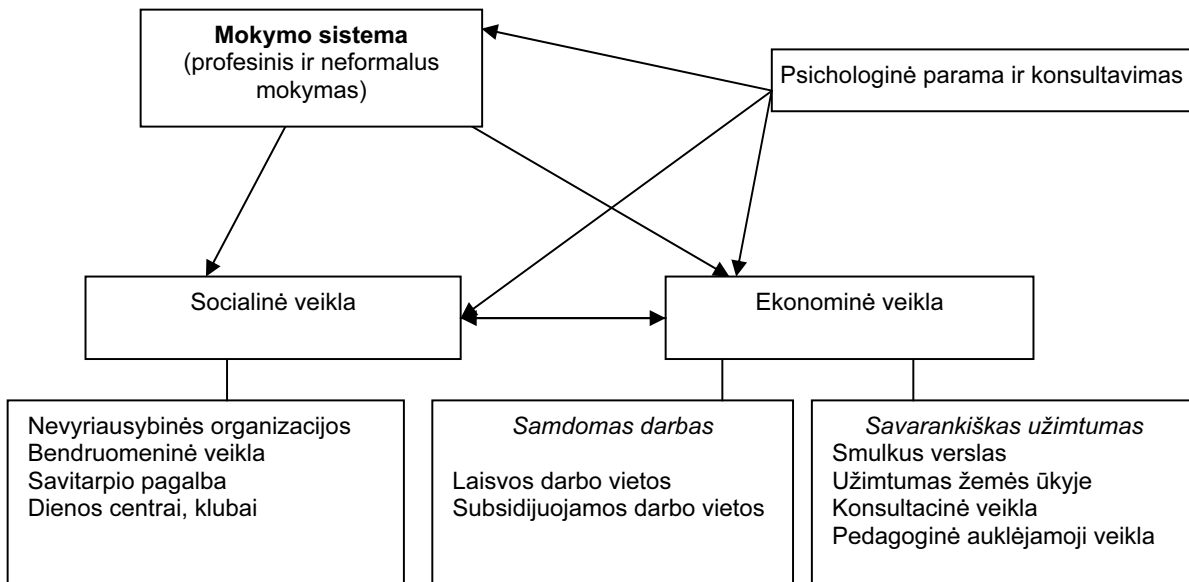 Mokymo sistema
(profesinis ir neformalus
mokymas)
Psichologinė parama ir konsultavimas
Socialinė veikla
Ekonominė veikla
Nevyriausybinės organizacijos
Bendruomeninė veikla
Savitarpio pagalba
Dienos centrai, klubai
Samdomas darbas
Laisvos darbo vietos
Subsidijuojamos darbo vietos
Savarankiškas užimtumas
Smulkus verslas
Užimtumas žemės ūkyje
Konsultacinė veikla
Pedagoginė auklėjamoji veikla